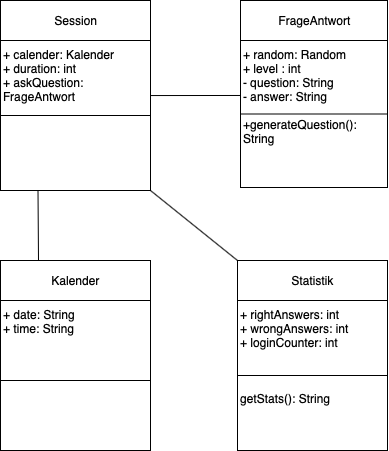 Session
+ calender: Kalender
+ duration: int
+ askQuestion:
FrageAntwort
FrageAntwort
+ random: Random
+ level : int
- question: String
- answer: String
+generateQuestion():
String
Kalender
+ date: String
+ time: String
Statistik
+ rightAnswers: int
+ wrongAnswers: int
+ loginCounter: int
getStats(): String